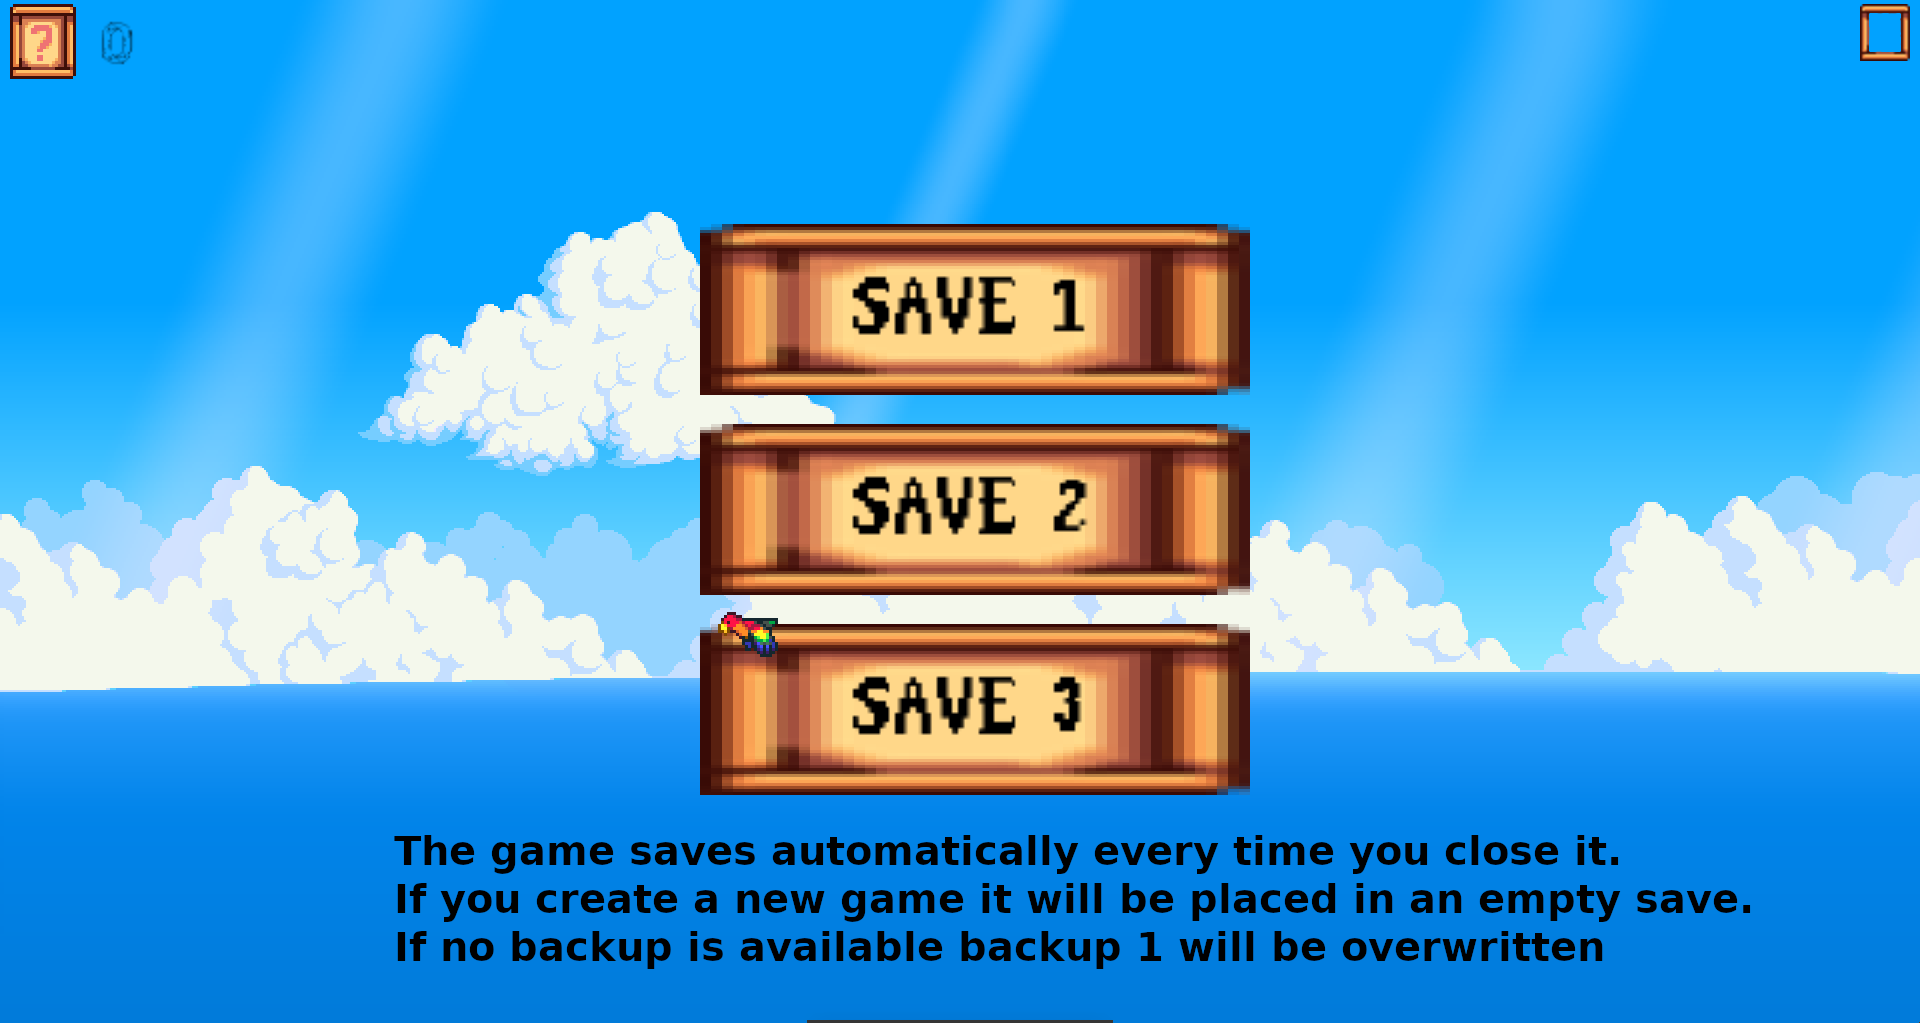 ? 0
SAVE 1
SAVE 2
SAVE 3
The game saves automatically every time you close it.
If you create a new game it will be placed in an empty save.
If no backup is available backup 1 will be overwritten